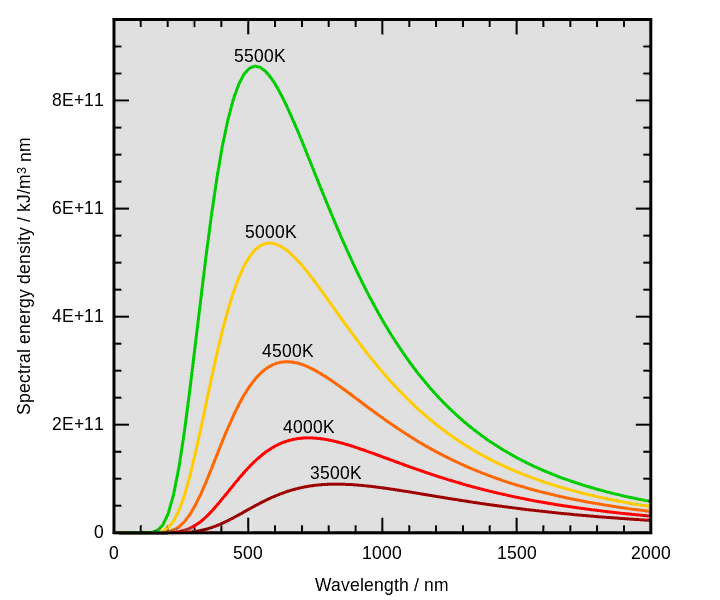 5500K
8E+11
6E+11
5000K
4E+11
4500K
2E+11
4000K
3500K
0
0 500 1000 1500 2000
Wavelength / nm
Spectral energy density / kJ/m³ nm